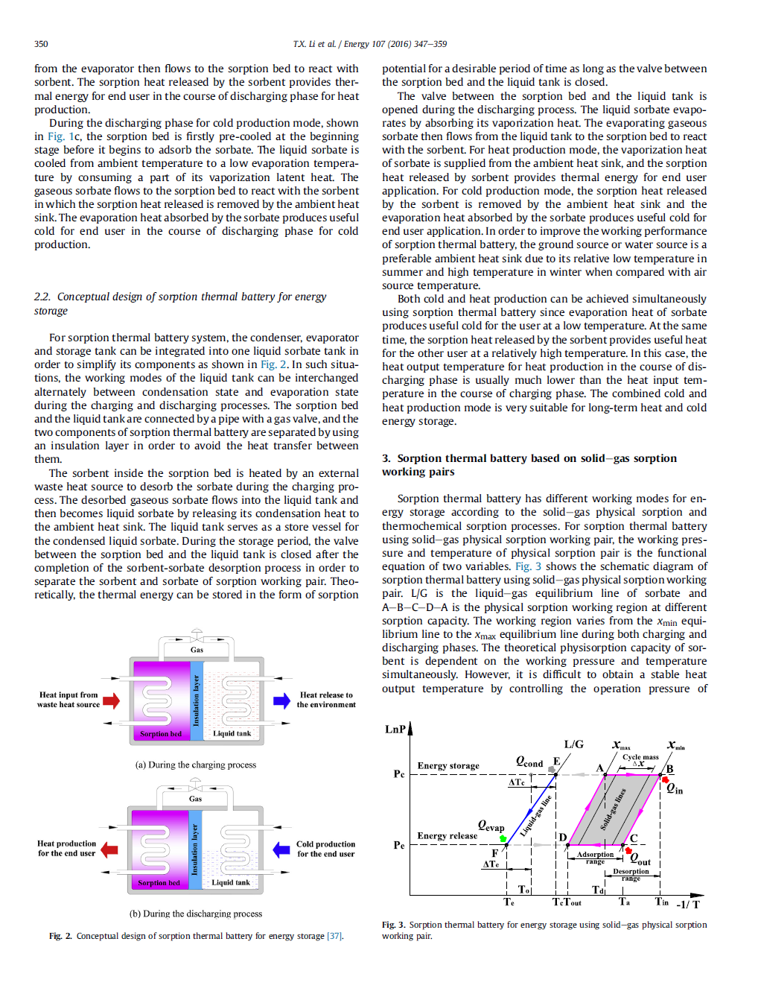 350
T.X. Li et al. / Energy 107 (2016) 347–359
from the evaporator then flows to the sorption bed to react with
sorbent. The sorption heat released by the sorbent provides ther-
mal energy for end user in the course of discharging phase for heat
production.
During the discharging phase for cold production mode, shown
in Fig. 1c, the sorption bed is firstly pre-cooled at the beginning
stage before it begins to adsorb the sorbate. The liquid sorbate is
cooled from ambient temperature to a low evaporation tempera-
ture by consuming a part of its vaporization latent heat. The
gaseous sorbate flows to the sorption bed to react with the sorbent
in which the sorption heat released is removed by the ambient heat
sink. The evaporation heat absorbed by the sorbate produces useful
cold for end user in the course of discharging phase for cold
production.
2.2. Conceptual design of sorption thermal battery for energy
storage
For sorption thermal battery system, the condenser, evaporator
and storage tank can be integrated into one liquid sorbate tank in
order to simplify its components as shown in Fig. 2. In such situa-
tions, the working modes of the liquid tank can be interchanged
alternately between condensation state and evaporation state
during the charging and discharging processes. The sorption bed
and the liquid tank are connected by a pipe with a gas valve, and the
two components of sorption thermal battery are separated by using
an insulation layer in order to avoid the heat transfer between
them.
The sorbent inside the sorption bed is heated by an external
waste heat source to desorb the sorbate during the charging pro-
cess. The desorbed gaseous sorbate flows into the liquid tank and
then becomes liquid sorbate by releasing its condensation heat to
the ambient heat sink. The liquid tank serves as a store vessel for
the condensed liquid sorbate. During the storage period, the valve
between the sorption bed and the liquid tank is closed after the
completion of the sorbent-sorbate desorption process in order to
separate the sorbent and sorbate of sorption working pair. Theo-
retically, the thermal energy can be stored in the form of sorption
Gas
Heat input from
waste heat source
Insulation layer
Heat release to
the environment
Sorption bed
Liquid tank
(a) During the charging process
Gas
Heat production
for the end user
Insulation layer
Cold production
for the end user
Sorption bed
Liquid tank
(b) During the discharging process
Fig. 2. Conceptual design of sorption thermal battery for energy storage [37].
potential for a desirable period of time as long as the valve between
the sorption bed and the liquid tank is closed.
The valve between the sorption bed and the liquid tank is
opened during the discharging process. The liquid sorbate evapo-
rates by absorbing its vaporization heat. The evaporating gaseous
sorbate then flows from the liquid tank to the sorption bed to react
with the sorbent. For heat production mode, the vaporization heat
of sorbate is supplied from the ambient heat sink, and the sorption
heat released by sorbent provides thermal energy for end user
application. For cold production mode, the sorption heat released
by the sorbent is removed by the ambient heat sink and the
evaporation heat absorbed by the sorbate produces useful cold for
end user application. In order to improve the working performance
of sorption thermal battery, the ground source or water source is a
preferable ambient heat sink due to its relative low temperature in
summer and high temperature in winter when compared with air
source temperature.
Both cold and heat production can be achieved simultaneously
using sorption thermal battery since evaporation heat of sorbate
produces useful cold for the user at a low temperature. At the same
time, the sorption heat released by the sorbent provides useful heat
for the other user at a relatively high temperature. In this case, the
heat output temperature for heat production in the course of dis-
charging phase is usually much lower than the heat input tem-
perature in the course of charging phase. The combined cold and
heat production mode is very suitable for long-term heat and cold
energy storage.
3. Sorption thermal battery based on solid–gas sorption
working pairs
Sorption thermal battery has different working modes for en-
ergy storage according to the solid–gas physical sorption and
thermochemical sorption processes. For sorption thermal battery
using solid–gas physical sorption working pair, the working pres-
sure and temperature of physical sorption pair is the functional
equation of two variables. Fig. 3 shows the schematic diagram of
sorption thermal battery using solid–gas physical sorption working
pair. L/G is the liquid–gas equilibrium line of sorbate and
A–B–C–D–A is the physical sorption working region at different
sorption capacity. The working region varies from the xmin equi-
librium line to the xmax equilibrium line during both charging and
discharging phases. The theoretical physisorption capacity of sor-
bent is dependent on the working pressure and temperature
simultaneously. However, it is difficult to obtain a stable heat
output temperature by controlling the operation pressure of
LnP
L/G
xmax
xmin
Energy storage
Qcond
E
Cycle mass
Δx
A
B
Pc
ΔTc
Qin
Liquid-gas line
Solid-gas lines
Qevap
Energy release
D
C
Pe
F
ΔTe
Adsorption
range
Qout
Desorption
range
To
Td
Te
Tc
Tout
Ta
Tin
-1/ T
Fig. 3. Sorption thermal battery for energy storage using solid–gas physical sorption
working pair.